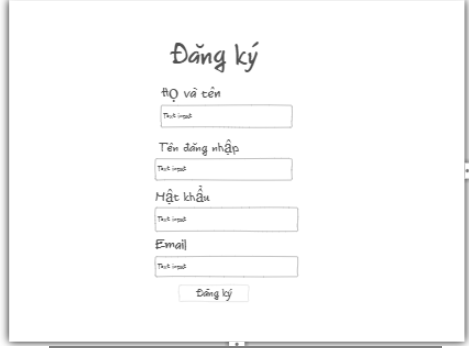 Đăng ký
Họ và tên
Text input
Tên đăng nhập
Text input
Mật khẩu
Text input
Email
Text input
Đăng ký